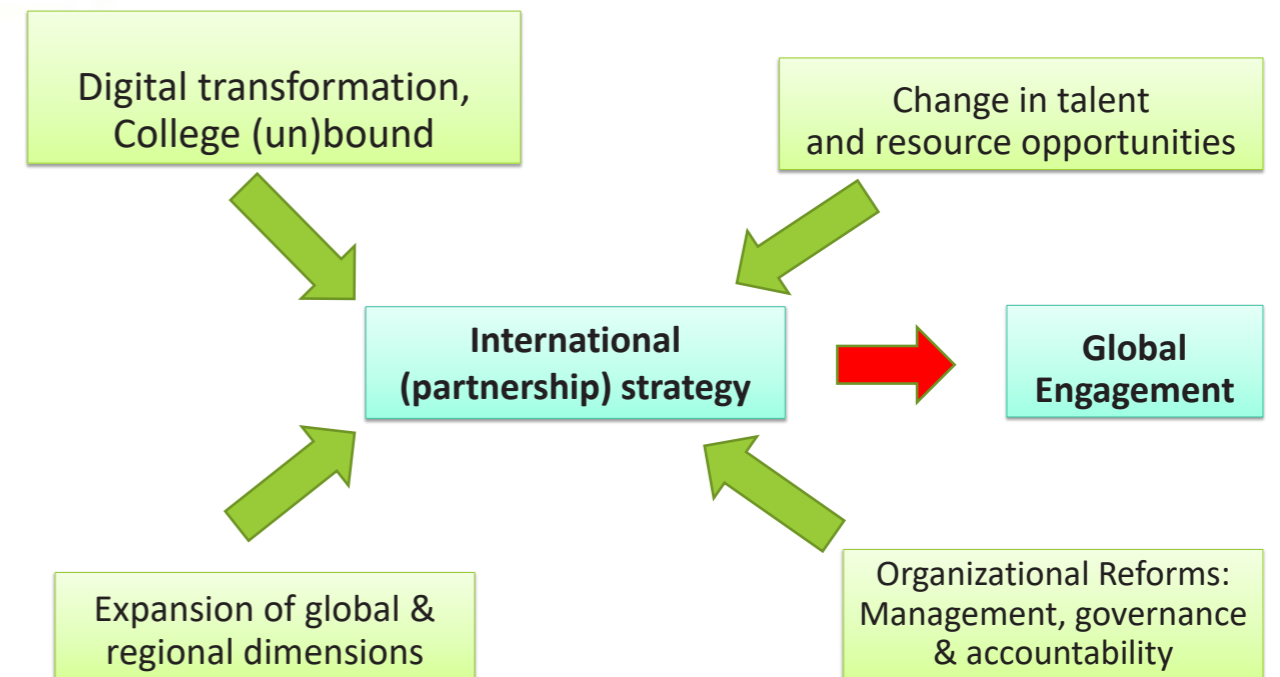 Digital transformation,
College (un)bound
Change in talent
and resource opportunities
International
(partnership) strategy
Global
Engagement
Expansion of global &
regional dimensions
Organizational Reforms:
Management, governance
& accountability